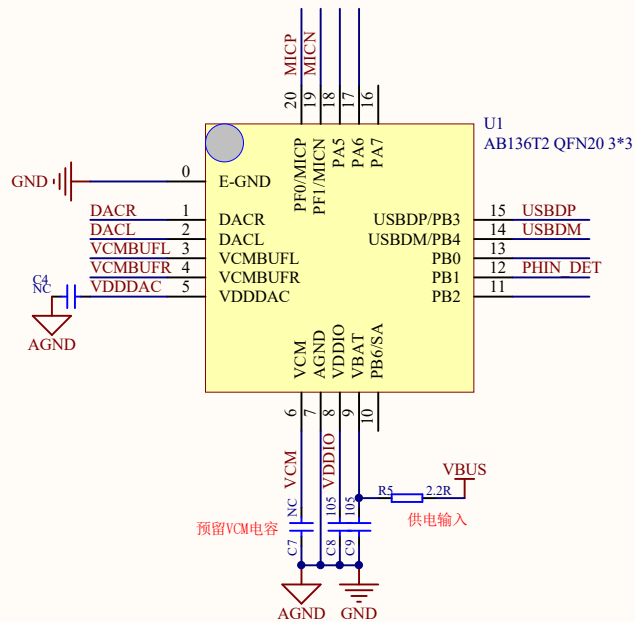 MICP
MICN
20
19
18
17
16
U1
AB136T2 QFN20 3*3
PF0/MICP
PF1/MICN
PA5
PA6
PA7
GND
0
E-GND
DACR
1
DACR
USBDP/PB3
15
USBDP
DACL
2
DACL
USBDM/PB4
14
USBDM
VCMBUFL
3
VCMBUFL
PB0
13
VCMBUFR
4
VCMBUFR
PB1
12
PHIN_DET
C4
NC
VDDDAC
5
VDDDAC
PB2
11
AGND
VCM
AGND
VDDIO
VBAT
PB6/SA
6
7
8
9
10
VCM
VDDIO
VBUS
NC
105
105
R5
2.2R
预留VCM电容
供电输入
C7
C8
C9
AGND
GND